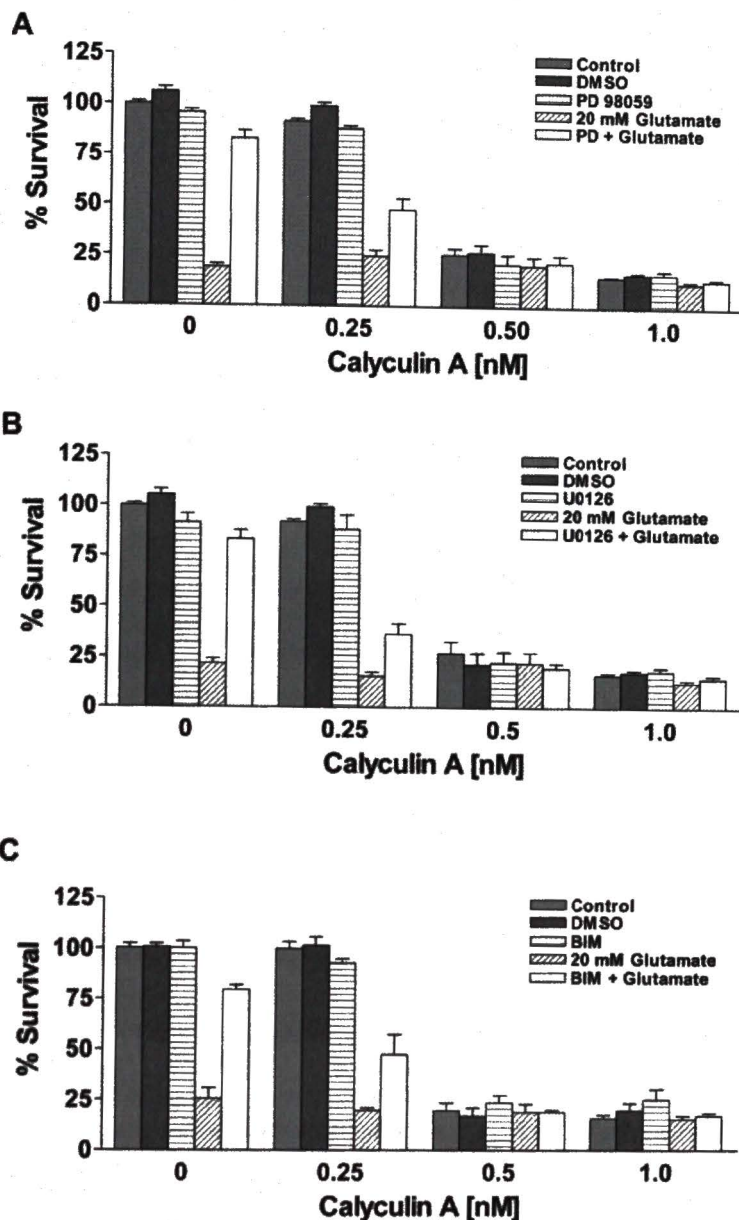 A
125
100
75
50
25
0
% Survival
Control
DMSO
PD 98059
20 mM Glutamate
PD + Glutamate
0 0.25 0.50 1.0
Calyculin A [nM]
B
125
100
75
50
25
0
% Survival
Control
DMSO
U0126
20 mM Glutamate
U0126 + Glutamate
0 0.25 0.5 1.0
Calyculin A [nM]
C
125
100
75
50
25
0
% Survival
Control
DMSO
BIM
20 mM Glutamate
BIM + Glutamate
0 0.25 0.5 1.0
Calyculin A [nM]